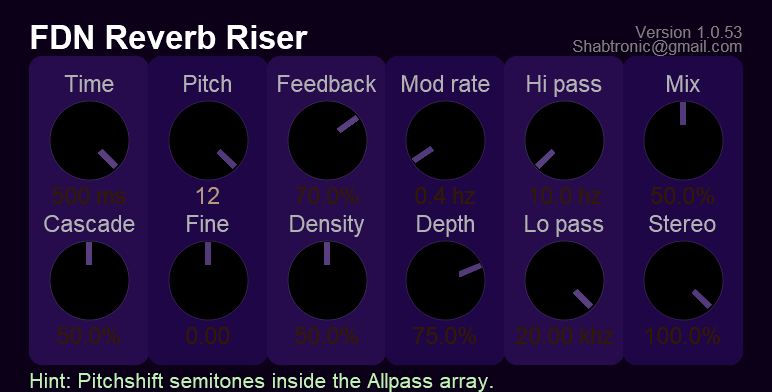 FDN Reverb Riser
Version 1.0.53
Shabtronic@gmail.com
Time Pitch Feedback Mod rate Hi pass Mix
500 ms 12 70.0% 0.4 hz 10.0 hz 50.0%
Cascade Fine Density Depth Lo pass Stereo
50.0% 0.00 50.0% 75.0% 20.00 khz 100.0%
Hint: Pitchshift semitones inside the Allpass array.